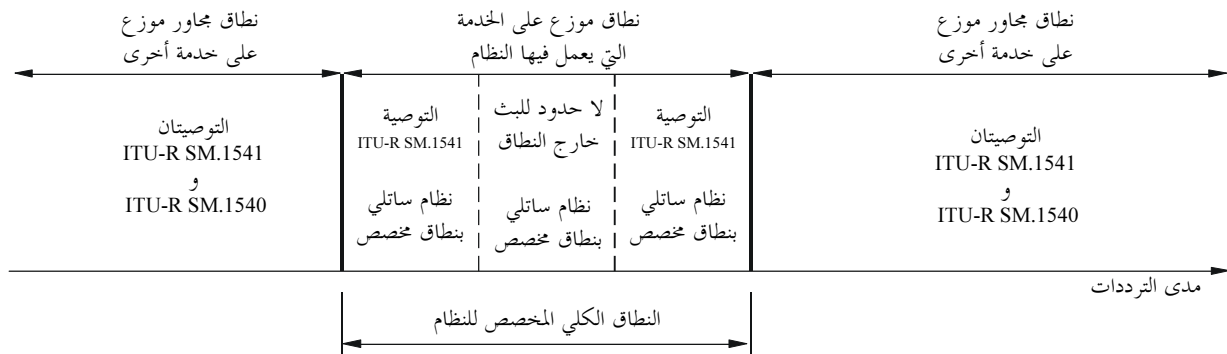 نطاق مجاور موزع
على خدمة أخرى
نطاق موزع على الخدمة
التي يعمل فيها النظام
نطاق مجاور موزع
على خدمة أخرى
التوصيتان
ITU-R SM.1541
و
ITU-R SM.1540
لا حدود للبث
خارج النطاق
التوصية
ITU-R SM.1541
التوصية
ITU-R SM.1541
نظام ساتلي
بنطاق مخصص
نظام ساتلي
بنطاق مخصص
نظام ساتلي
بنطاق مخصص
التوصيتان
ITU-R SM.1541
و
ITU-R SM.1540
مدى الترددات
النطاق الكلي المخصص للنظام